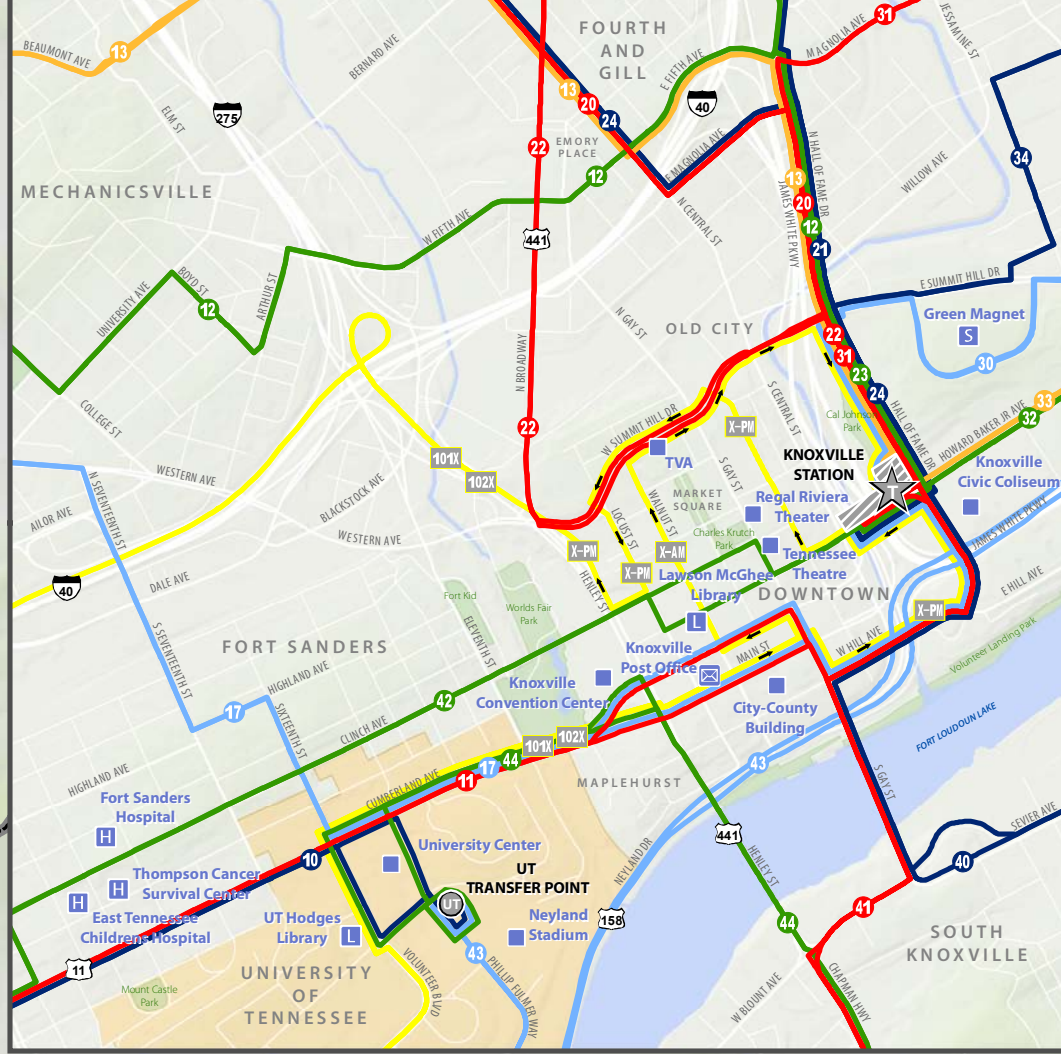 31
FOURTH
AND
GILL
MAGNOLIA AVE
JESSAMINE ST
BEAUMONT AVE
13
BERNARD AVE
E FIFTH AVE
40
13
20
24
275
ELM ST
22
EMORY
PLACE
E MAGNOLIA AVE
N HALL OF FAME DR
WILLOW AVE
34
12
MECHANICSVILLE
13
20
12
21
JAMES WHITE PKWY
N CENTRAL ST
W FIFTH AVE
441
UNIVERSITY AVE
BOYD ST
12
ARTHUR ST
E SUMMIT HILL DR
N GAY ST
OLD CITY
Green Magnet
S
30
22
31
23
24
N BROADWAY
COLLEGE ST
22
W SUMMIT HILL DR
S CENTRAL ST
Cal Johnson
Park
HALL OF FAME DR
HOWARD BAKER JR AVE
33
32
X-PM
101X
102X
TVA
S GAY ST
KNOXVILLE
STATION
T
Knoxville
Civic Coliseum
WESTERN AVE
N SEVENTEENTH ST
BLACKSTOCK AVE
WESTERN AVE
AILOR AVE
MARKET
SQUARE
WALNUT ST
LOCUST ST
Regal Riviera
Theater
JAMES WHITE PKWY
Charles Krutch
Park
Tennessee
Theatre
X-PM
X-PM
X-AM
HENLEY ST
Lawson McGhee
Library
L
DOWNTOWN
X-PM
E HILL AVE
40
DALE AVE
Fort Kid
Worlds Fair
Park
S SEVENTEENTH ST
FORT SANDERS
ELEVENTH ST
Knoxville
Post Office
MAIN ST
W HILL AVE
Volunteer Landing Park
HIGHLAND AVE
17
SIXTEENTH ST
42
CLINCH AVE
Knoxville
Convention Center
City-County
Building
FORT LOUDOUN LAKE
101X
102X
44
17
11
43
HIGHLAND AVE
CUMBERLAND AVE
MAPLEHURST
S GAY ST
Fort Sanders
Hospital
H
441
HENLEY ST
SEVIER AVE
40
10
University Center
NEYLAND DR
H
Thompson Cancer
Survival Center
UT
TRANSFER POINT
UT
H
East Tennessee
Childrens Hospital
UT Hodges
Library
L
Neyland
Stadium
158
44
41
43
11
SOUTH
KNOXVILLE
UNIVERSITY
OF
TENNESSEE
VOLUNTEER BLVD
PHILLIP FULMER WAY
W BLOUNT AVE
CHAPMAN HWY
Mount Castle
Park